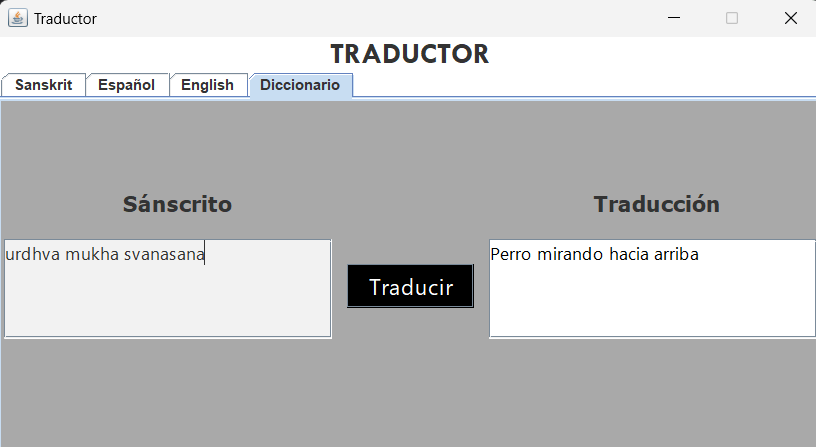 Traductor
TRADUCTOR
Sanskrit Español English Diccionario
Sánscrito
Traducción
urdhva mukha svanasana
Perro mirando hacia arriba
Traducir